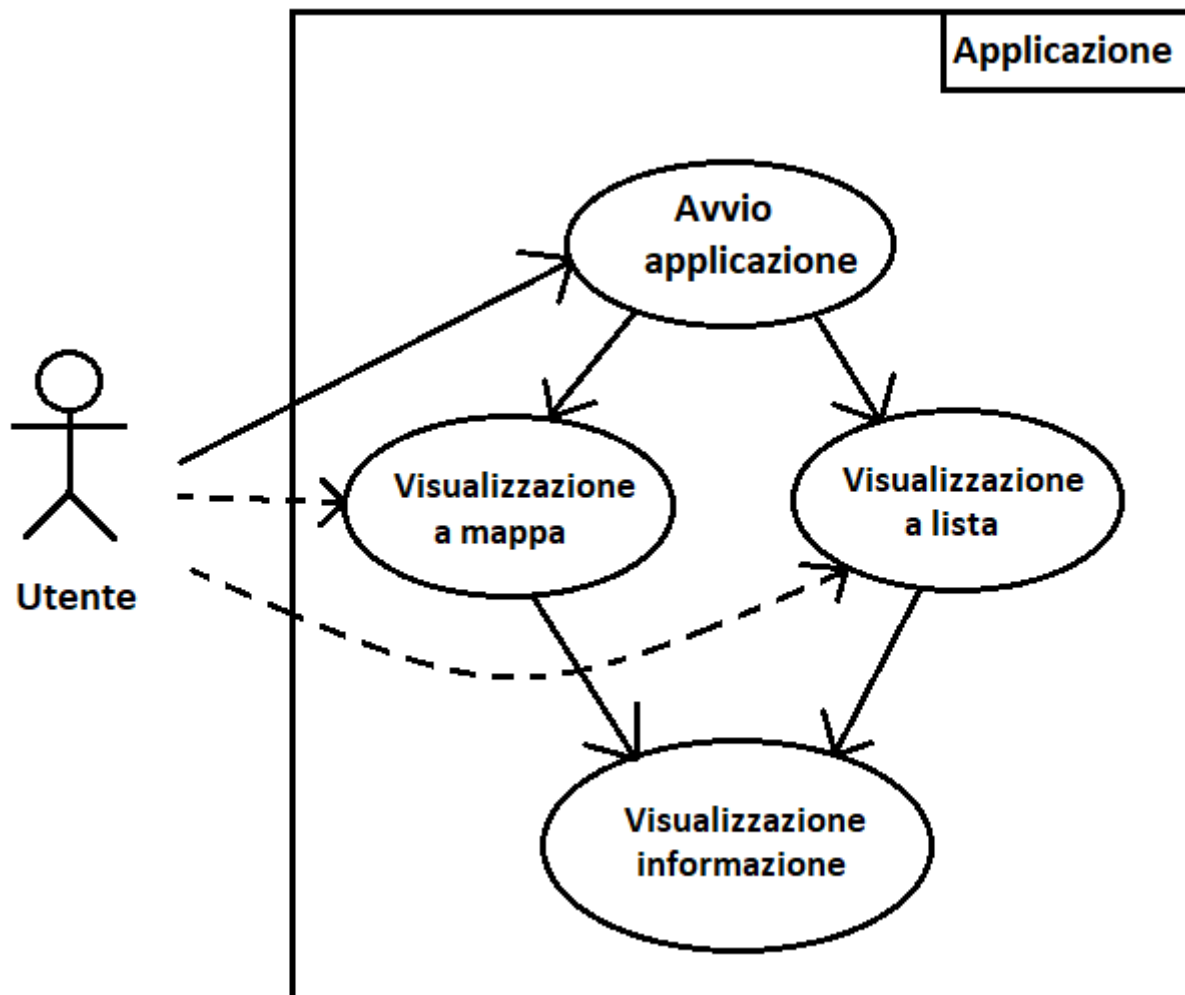 Applicazione
Avvio
applicazione
Visualizzazione
a mappa
Visualizzazione
a lista
Utente
Visualizzazione
informazione